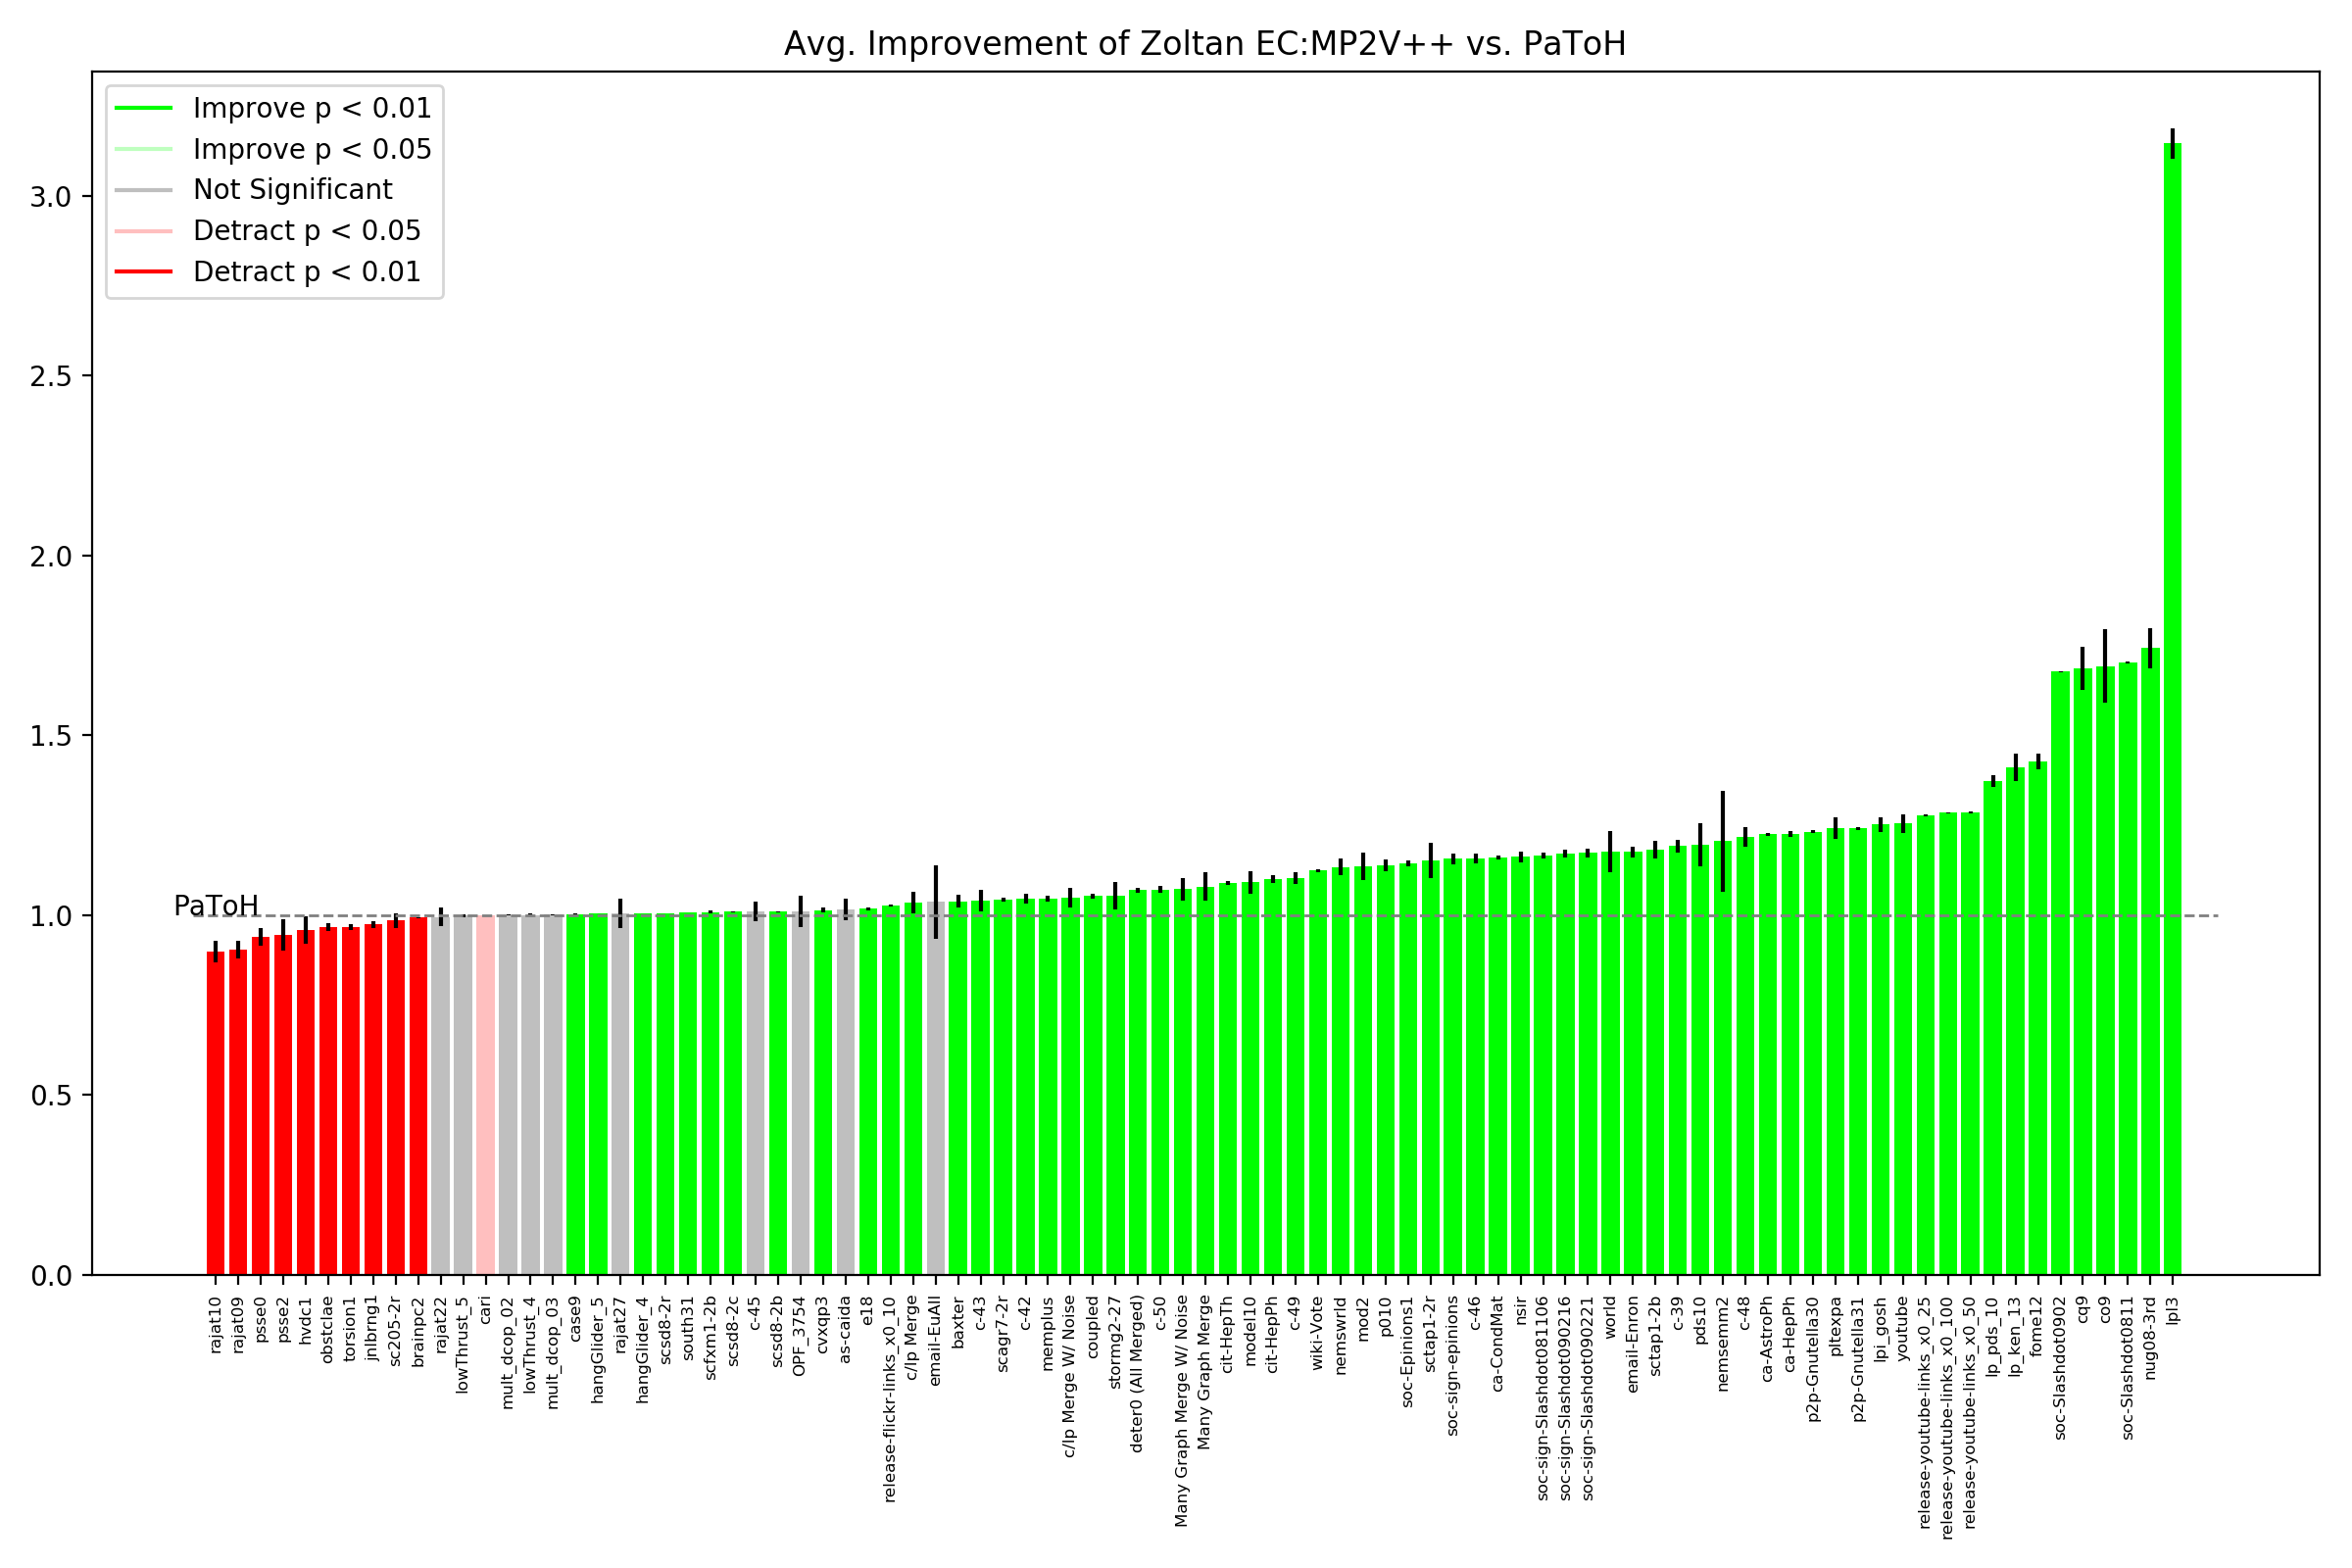 Avg. Improvement of Zoltan EC:MP2V++ vs. PaToH
Improve p < 0.01
Improve p < 0.05
Not Significant
Detract p < 0.05
Detract p < 0.01
3.0
2.5
2.0
1.5
1.0
0.5
0.0
PaToH
rajat10
rajat09
psse0
psse2
hvdc1
obstclae
torsion1
jnlbrng1
sc205-2r
brainpc2
rajat22
lowThrust_5
cari
mult_dcop_02
lowThrust_4
mult_dcop_03
case9
hangGlider_5
rajat27
hangGlider_4
scsd8-2r
south31
scfxm1-2b
scsd8-2c
c-45
scsd8-2b
OPF_3754
cvxqp3
as-caida
e18
release-flickr-links_x0_10
c/lp Merge
email-EuAll
baxter
c-43
scagr7-2r
c-42
memplus
c/lp Merge W/ Noise
coupled
stormg2-27
deter0 (All Merged)
c-50
Many Graph Merge W/ Noise
Many Graph Merge
cit-HepTh
model10
cit-HepPh
c-49
wiki-Vote
nemswrld
mod2
p010
soc-Epinions1
sctap1-2r
soc-sign-epinions
c-46
ca-CondMat
nsir
soc-sign-Slashdot081106
soc-sign-Slashdot090216
soc-sign-Slashdot090221
world
email-Enron
sctap1-2b
c-39
pds10
nemsemm2
c-48
ca-AstroPh
ca-HepPh
p2p-Gnutella30
pltexpa
p2p-Gnutella31
lpi_gosh
youtube
release-youtube-links_x0_25
release-youtube-links_x0_100
release-youtube-links_x0_50
lp_pds_10
lp_ken_13
fome12
soc-Slashdot0902
cq9
co9
soc-Slashdot0811
nug08-3rd
lpl3